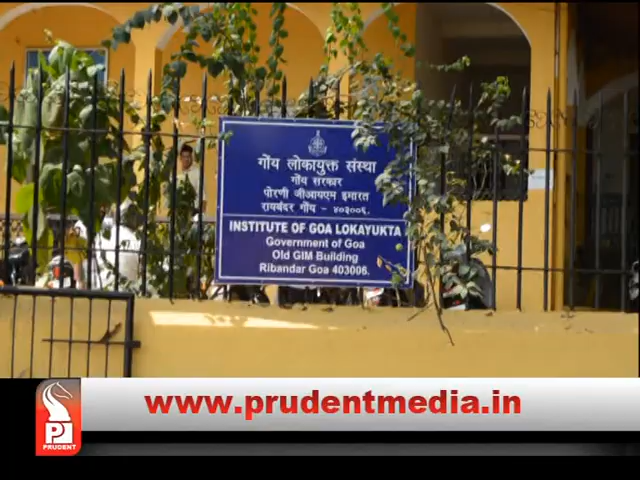 गोंय लोकायुक्त संस्था
गोंय सरकार
पोरणी जीआयएम इमारत
रायबंदर गोंय - ४०३००६.
INSTITUTE OF GOA LOKAYUKTA
Government of Goa
Old GIM Building
Ribandar Goa 403006.
www.prudentmedia.in
PJ
PRUDENT